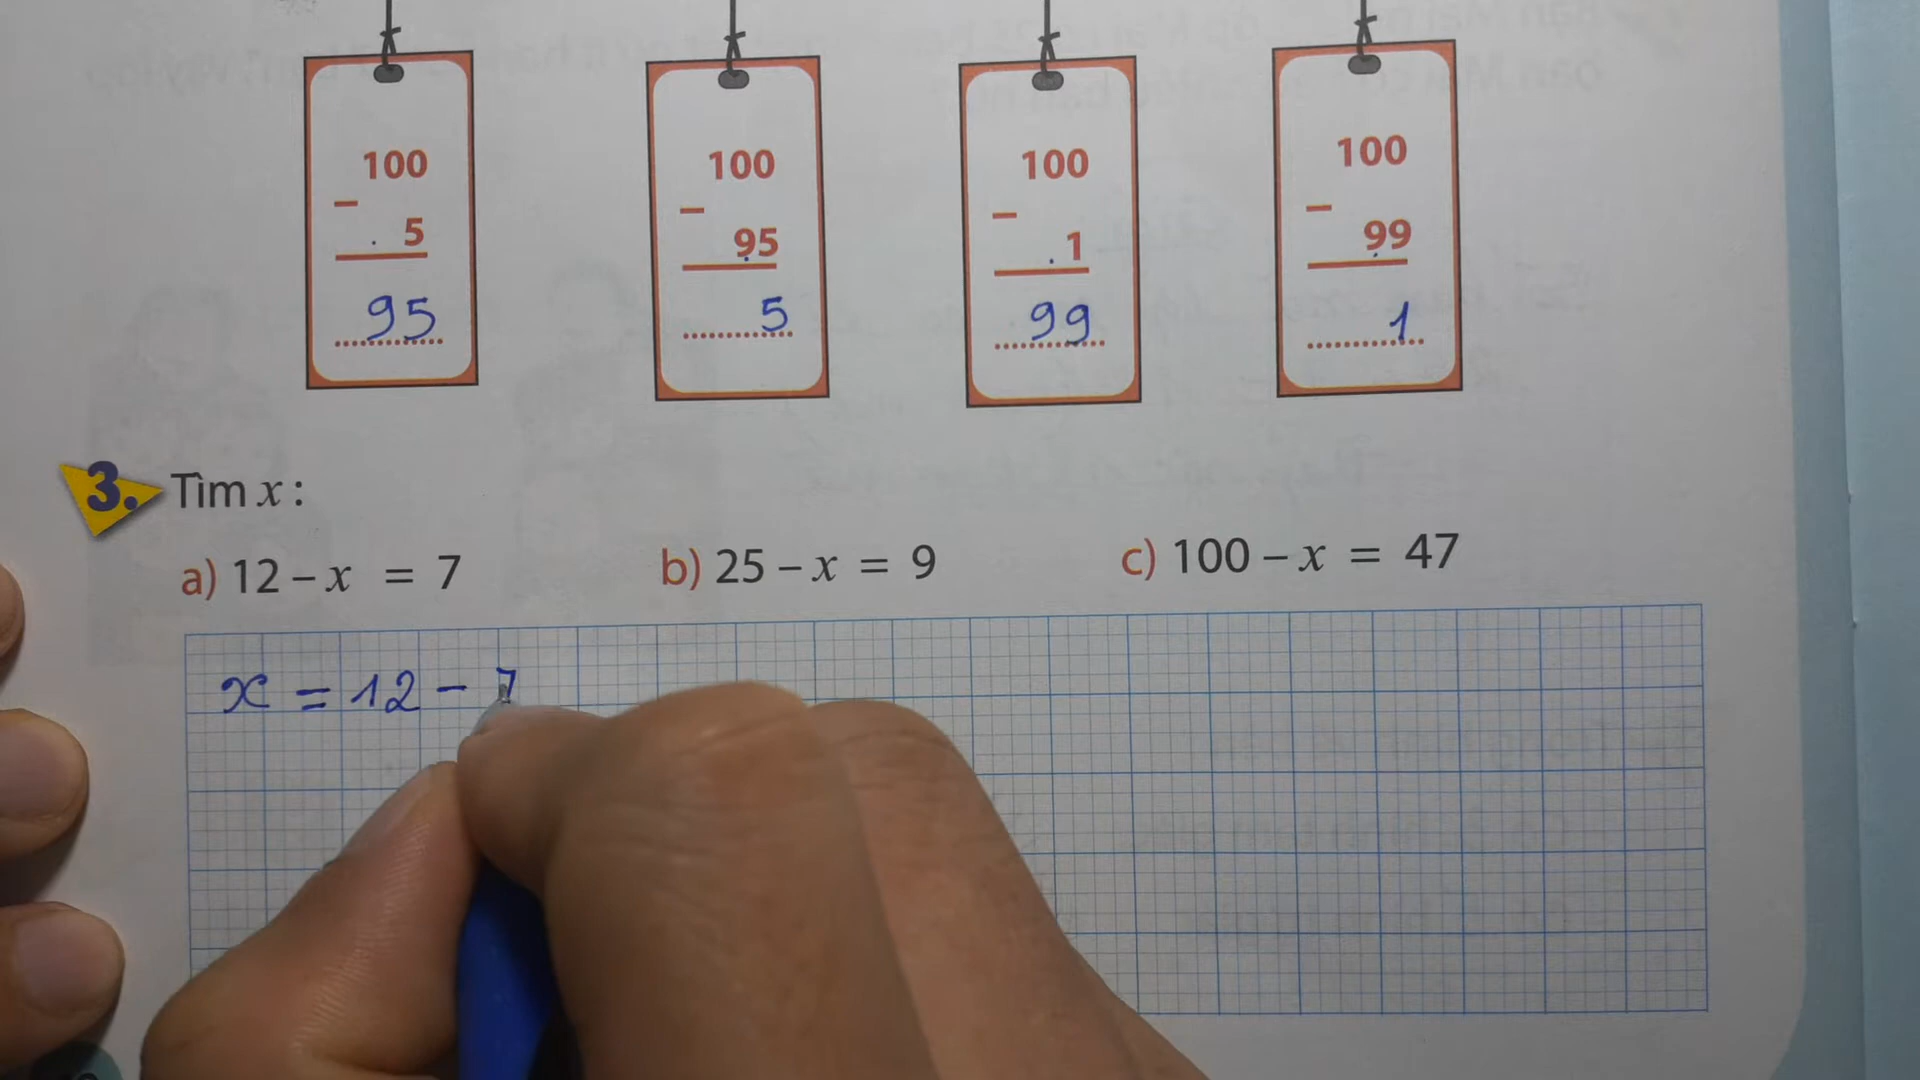 100 100 100 100
– 5 – 95 – 1 – 99
95 5 99 1
3. Tìm x :
a) 12 – x = 7 b) 25 – x = 9 c) 100 – x = 47
x = 12 – 7